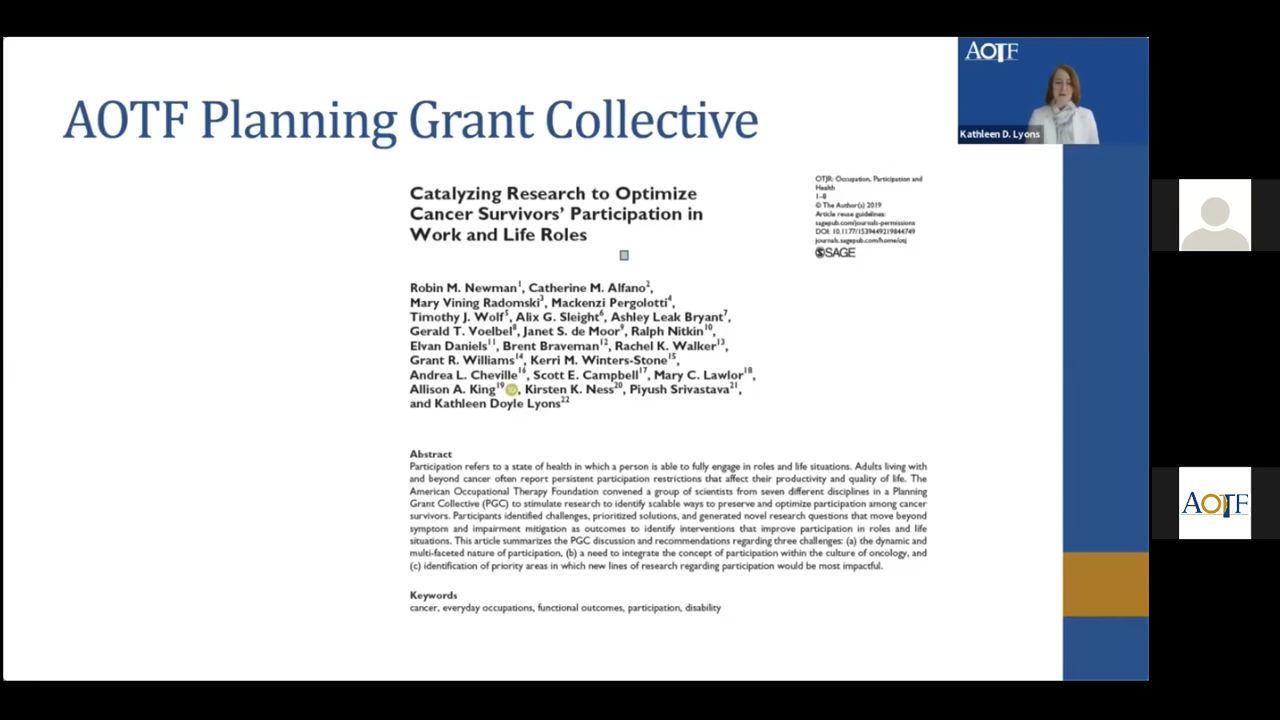 AOTF Planning Grant Collective
AOTF
Kathleen D. Lyons
Catalyzing Research to Optimize
Cancer Survivors' Participation in
Work and Life Roles
OTJR: Occupation, Participation and
Health
1–8
© The Author(s) 2019
Article reuse guidelines:
sagepub.com/journals-permissions
DOI: 10.1177/1539449219844749
journals.sagepub.com/home/otj
SAGE
Robin M. Newman1, Catherine M. Alfano2,
Mary Vining Radomski3, Mackenzi Pergolotti4,
Timothy J. Wolf5, Alix G. Sleight6, Ashley Leak Bryant7,
Gerald T. Voelbel8, Janet S. de Moor9, Ralph Nitkin10,
Elvan Daniels11, Brent Braveman12, Rachel K. Walker13,
Grant R. Williams14, Kerri M. Winters-Stone15,
Andrea L. Cheville16, Scott E. Campbell17, Mary C. Lawlor18,
Allison A. King19 iD, Kirsten K. Ness20, Piyush Srivastava21,
and Kathleen Doyle Lyons22
Abstract
Participation refers to a state of health in which a person is able to fully engage in roles and life situations. Adults living with
and beyond cancer often report persistent participation restrictions that affect their productivity and quality of life. The
American Occupational Therapy Foundation convened a group of scientists from seven different disciplines in a Planning
Grant Collective (PGC) to stimulate research to identify scalable ways to preserve and optimize participation among cancer
survivors. Participants identified challenges, prioritized solutions, and generated novel research questions that move beyond
symptom and impairment mitigation as outcomes to identify interventions that improve participation in roles and life
situations. This article summarizes the PGC discussion and recommendations regarding three challenges: (a) the dynamic and
multi-faceted nature of participation, (b) a need to integrate the concept of participation within the culture of oncology, and
(c) identification of priority areas in which new lines of research regarding participation would be most impactful.
Keywords
cancer, everyday occupations, functional outcomes, participation, disability
AOTF